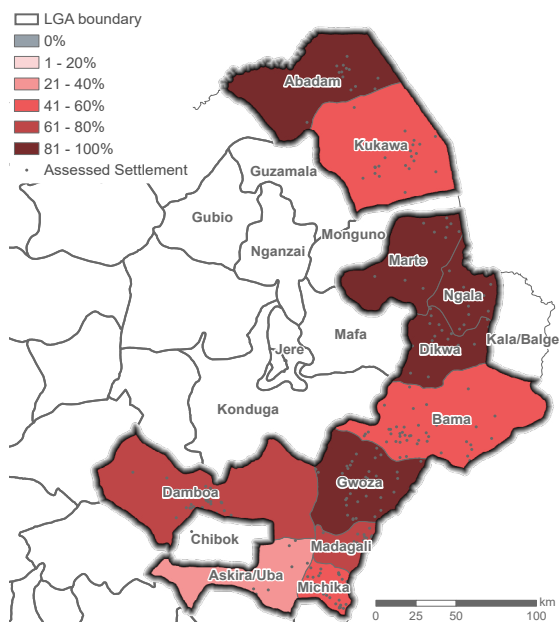 LGA boundary
0%
1 - 20%
21 - 40%
41 - 60%
61 - 80%
81 - 100%
Assessed Settlement
Abadam
Kukawa
Guzamala
Gubio
Monguno
Nganzai
Marte
Ngala
Mafa
Kala/Balge
Jere
Dikwa
Konduga
Bama
Gwoza
Damboa
Chibok
Madagali
Askira/Uba
Michika
km
0 25 50 100